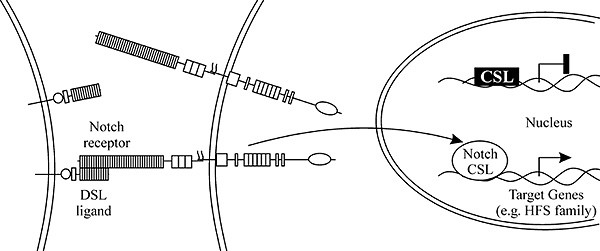 CSL
Nucleus
Notch
receptor
Notch
CSL
DSL
ligand
Target Genes
(e.g. HFS family)